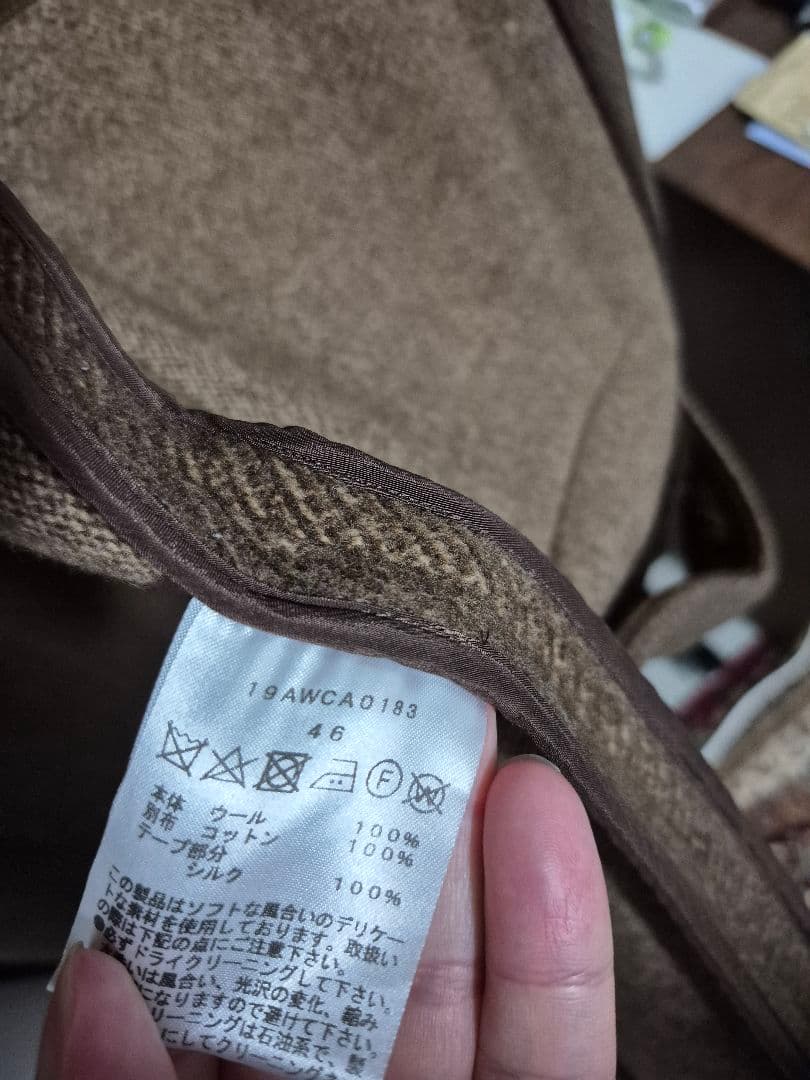 19AWCA0183
46
F W
本体 ウール 100%
別布 コットン 100%
テープ部分
シルク 100%
この製品はソフトな風合いのデリケー
トな素材を使用しております。取扱い
の際は下記の点にご注意下さい。
●必ずドライクリーニングして下さい。
いは風合い、光沢の変化、縮み
になりますので避けて下さい。
クリーニングは石油系で、
にしてクリーニング